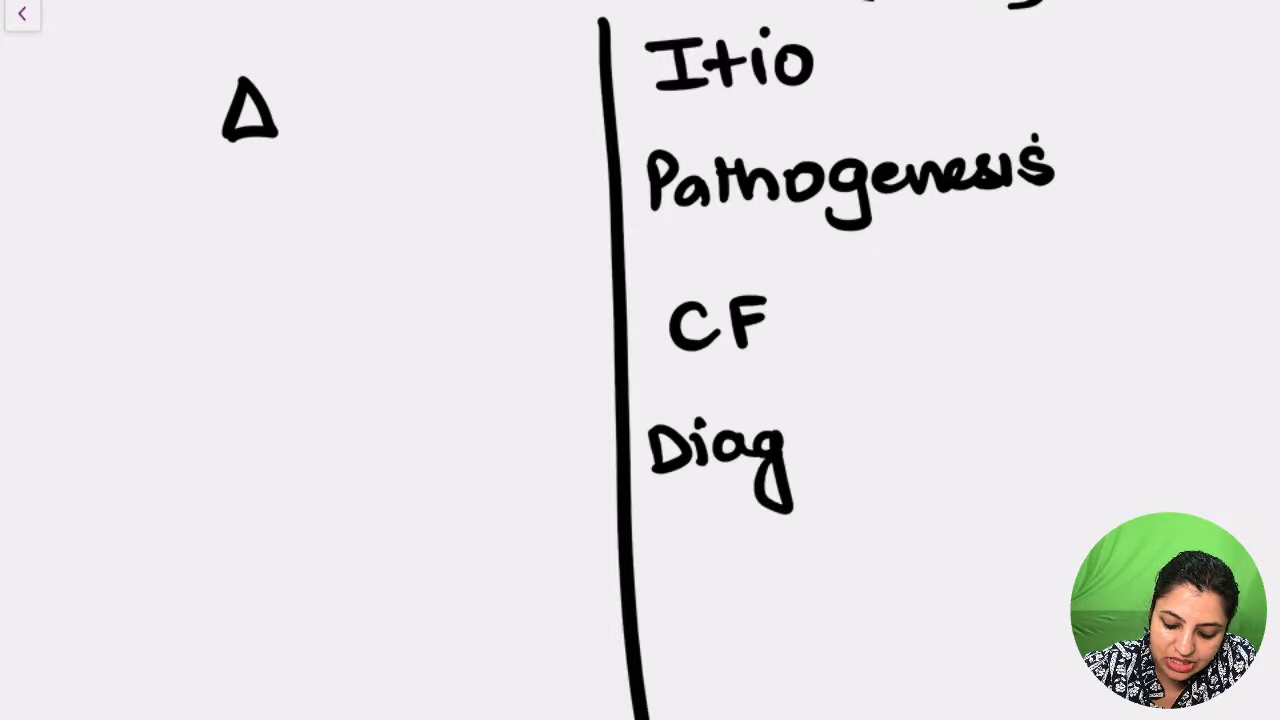 Δ
Itio
Pathogenesis
CF
Diag